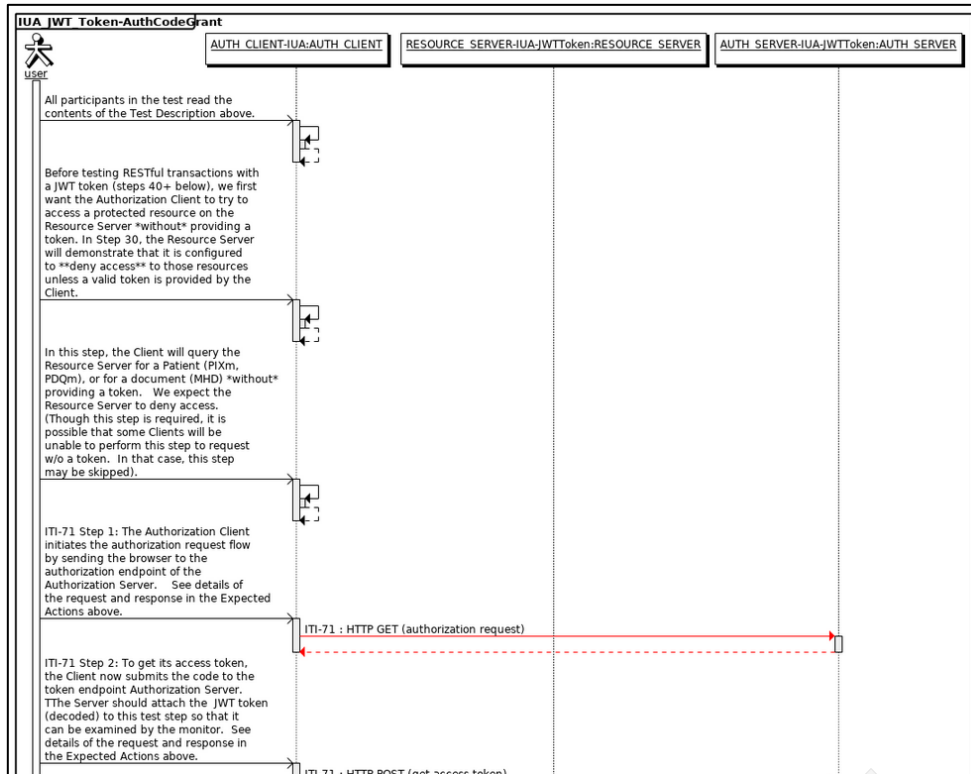 IUA_JWT_Token-AuthCodeGrant
AUTH_CLIENT-IUA:AUTH_CLIENT
RESOURCE_SERVER-IUA-JWTToken:RESOURCE_SERVER
AUTH_SERVER-IUA-JWTToken:AUTH_SERVER
user
All participants in the test read the
contents of the Test Description above.
Before testing RESTful transactions with
a JWT token (steps 40+ below), we first
want the Authorization Client to try to
access a protected resource on the
Resource Server *without* providing a
token. In Step 30, the Resource Server
will demonstrate that it is configured
to **deny access** to those resources
unless a valid token is provided by the
Client.
In this step, the Client will query the
Resource Server for a Patient (PIXm,
PDQm), or for a document (MHD) *without*
providing a token.   We expect the
Resource Server to deny access.
(Though this step is required, it is
possible that some Clients will be
unable to perform this step to request
w/o a token.  In that case, this step
may be skipped).
ITI-71 Step 1: The Authorization Client
initiates the authorization request flow
by sending the browser to the
authorization endpoint of the
Authorization Server.    See details of
the request and response in the Expected
Actions above.
ITI-71 : HTTP GET (authorization request)
ITI-71 Step 2: To get its access token,
the Client now submits the code to the
token endpoint Authorization Server.
TThe Server should attach the  JWT token
(decoded) to this test step so that it
can be examined by the monitor.  See
details of the request and response in
the Expected Actions above.
ITI-71 : HTTP POST (get access token)